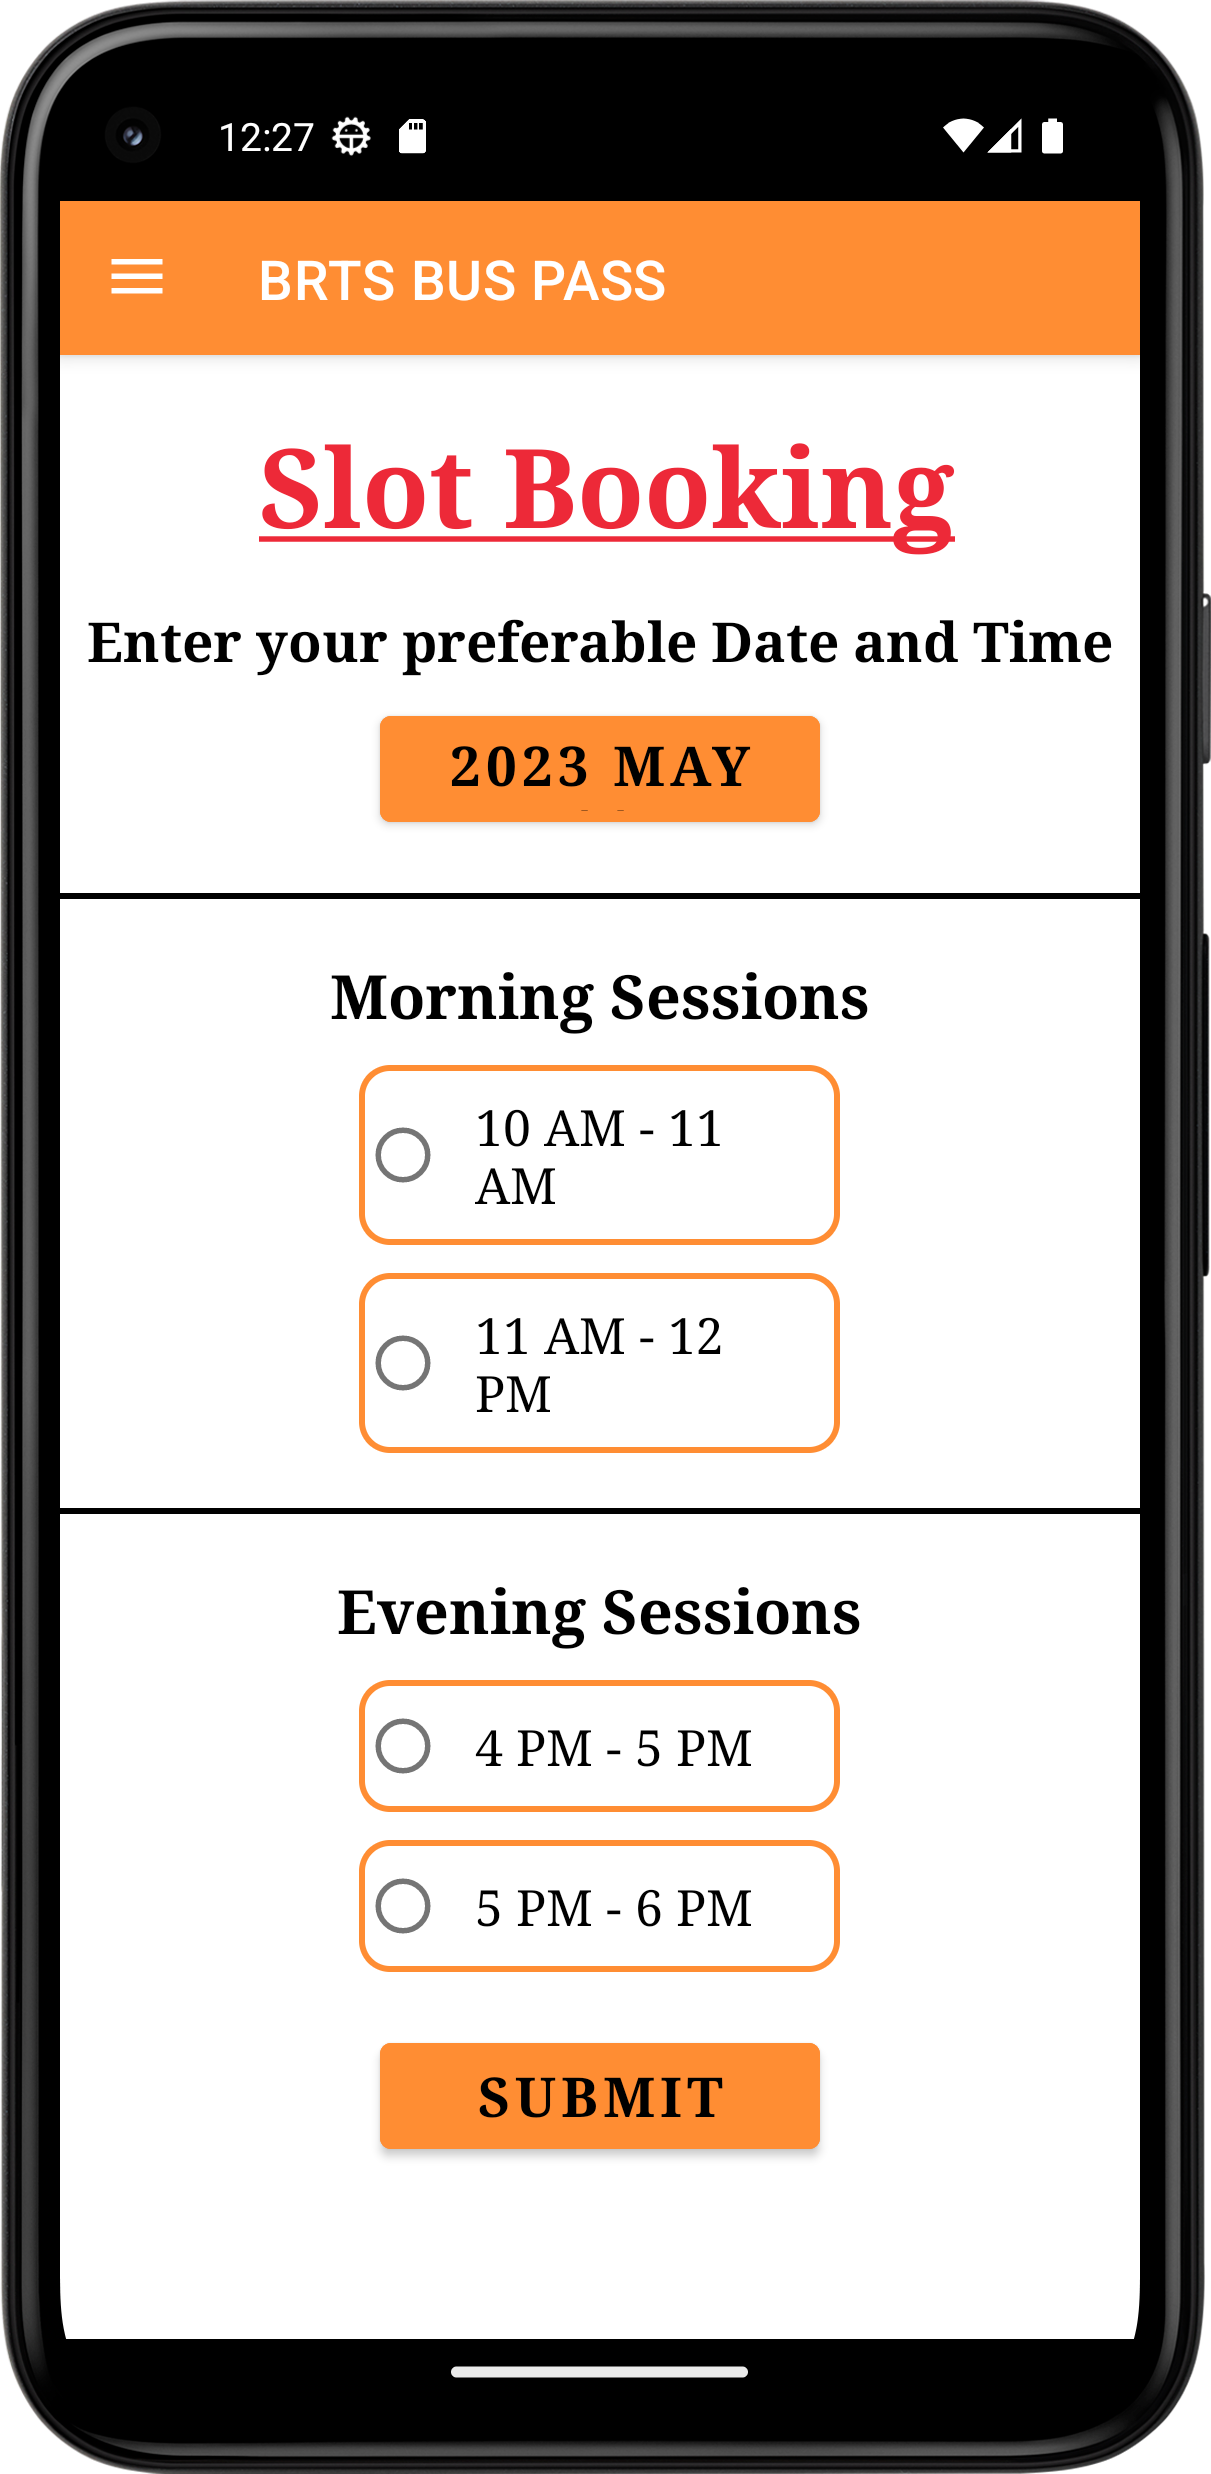 12:27
BRTS BUS PASS
Slot Booking
Enter your preferable Date and Time
2023 MAY
Morning Sessions
10 AM - 11
AM
11 AM - 12
PM
Evening Sessions
4 PM - 5 PM
5 PM - 6 PM
SUBMIT